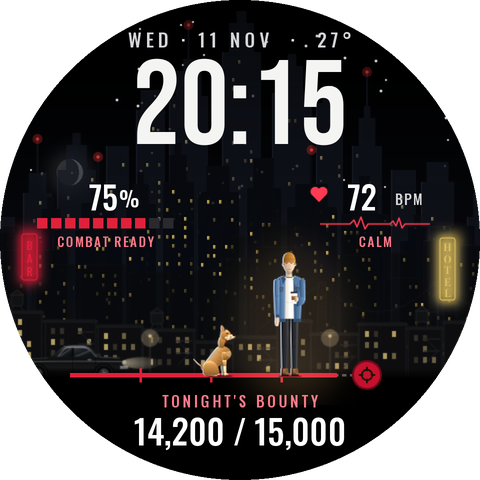 WED · 11 NOV · 27°
20:15
75%
COMBAT READY
72 BPM
CALM
BAR
HOTEL
TONIGHT'S BOUNTY
14,200 / 15,000